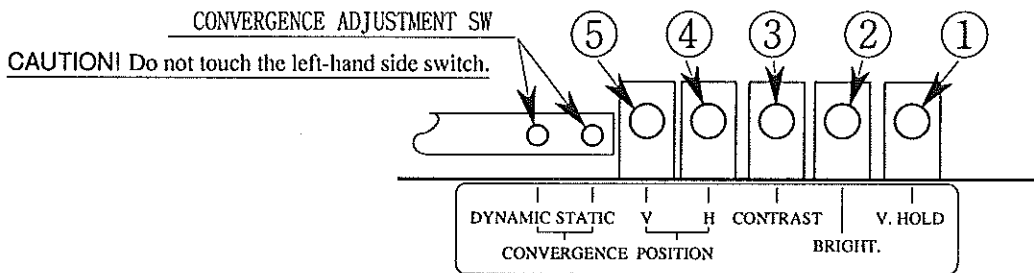 CONVERGENCE ADJUSTMENT SW
CAUTION! Do not touch the left-hand side switch.
⑤ ④ ③ ② ①
DYNAMIC STATIC V H CONTRAST V. HOLD
BRIGHT.
CONVERGENCE POSITION